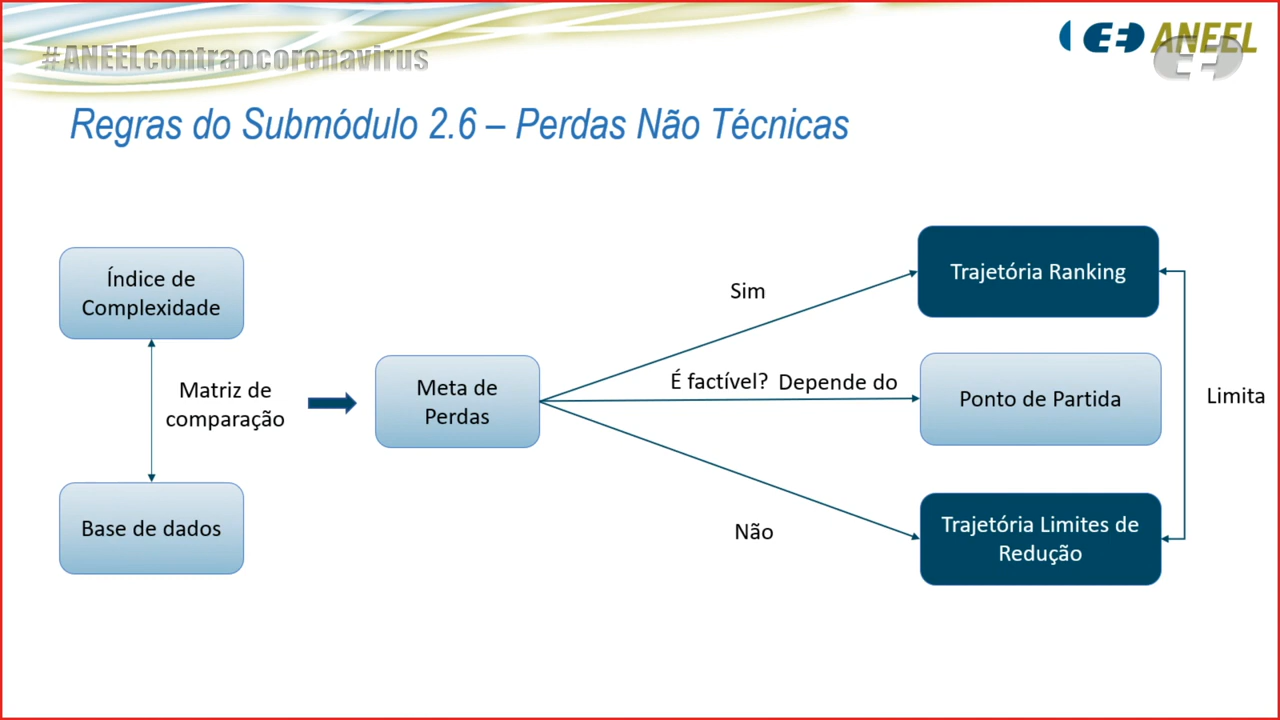 #ANEELcontraocoronavirus
ANEEL
Regras do Submódulo 2.6 – Perdas Não Técnicas
Índice de
Complexidade
Matriz de
comparação
Base de dados
Meta de
Perdas
Sim
É factível? Depende do
Não
Trajetória Ranking
Ponto de Partida
Limita
Trajetória Limites de
Redução